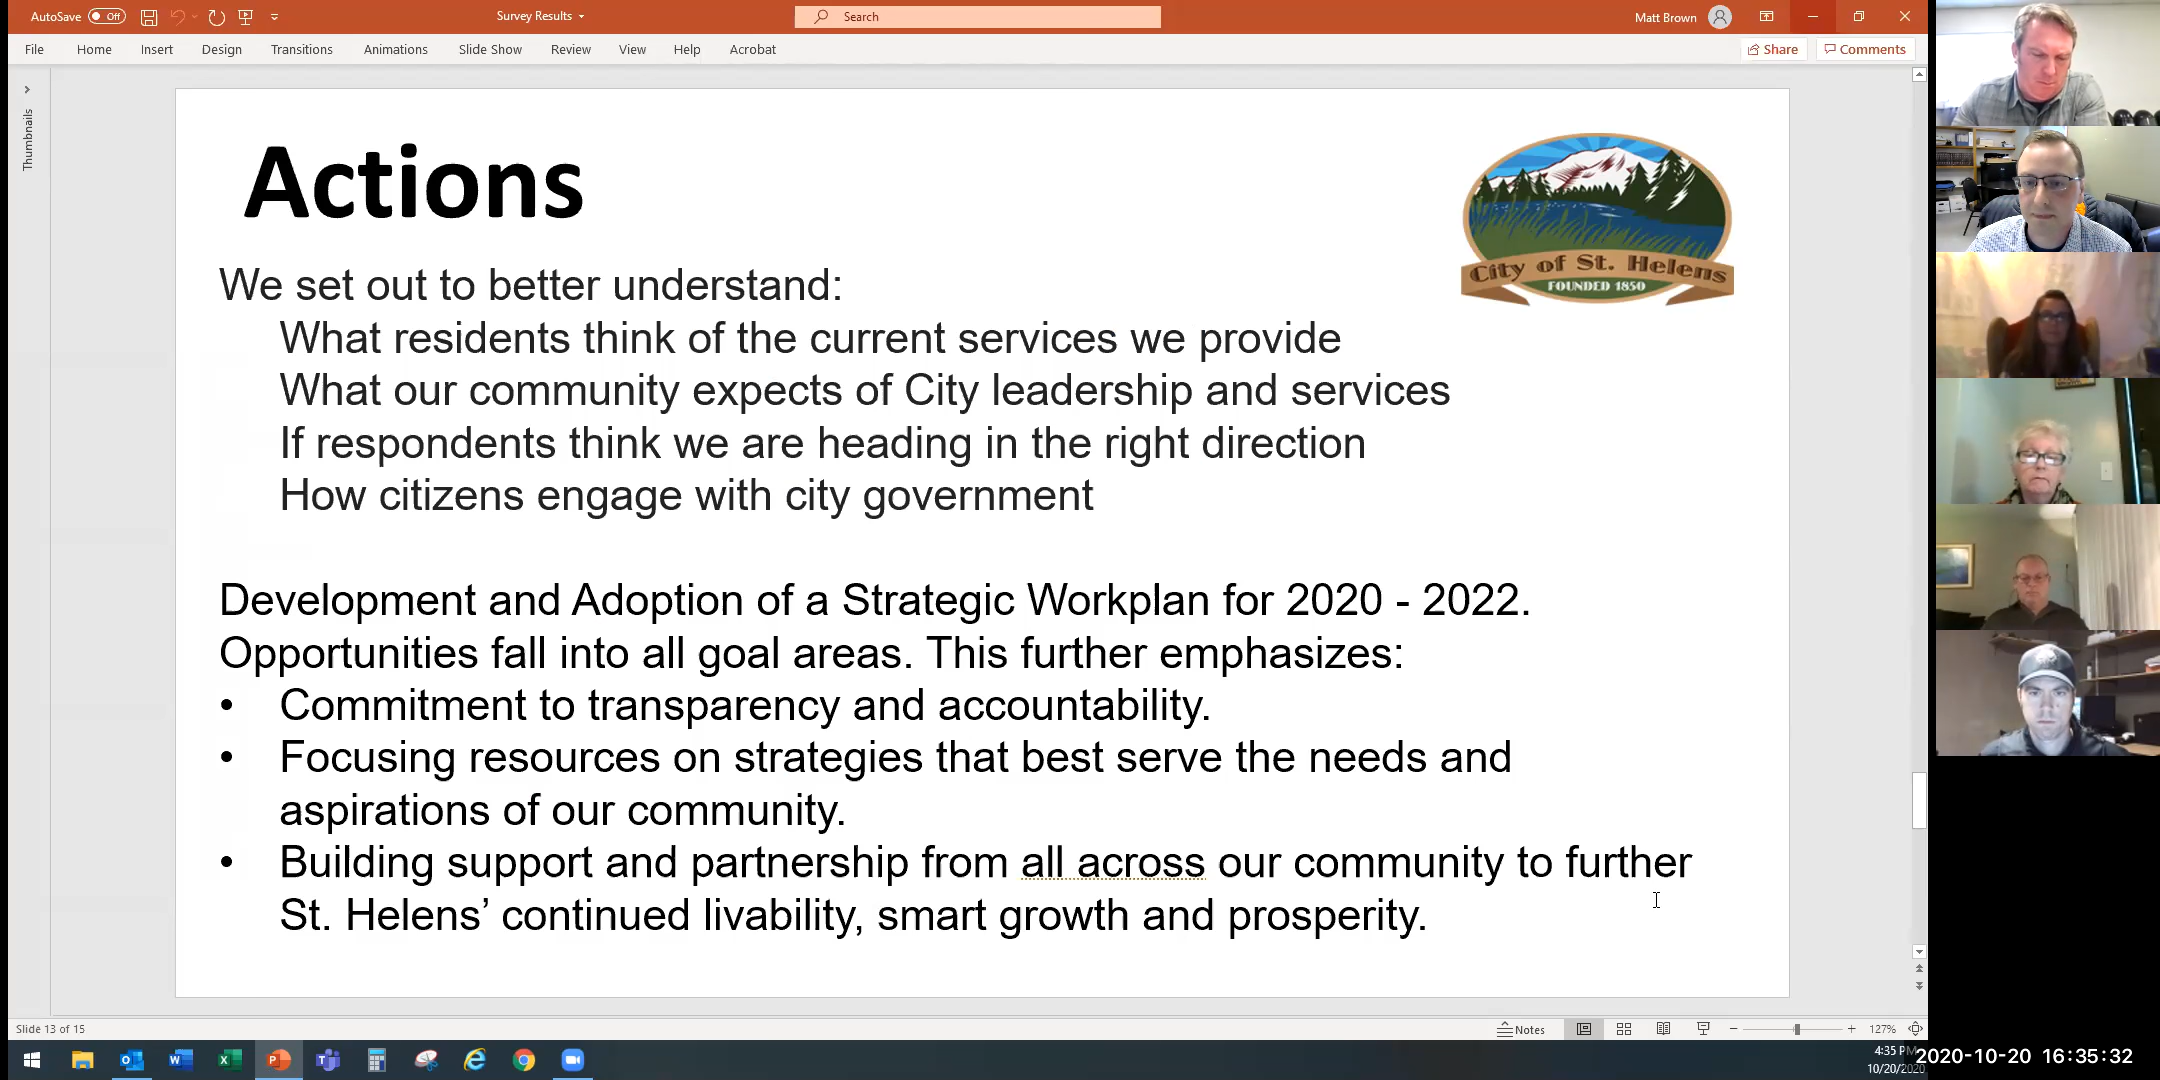 AutoSave Off
Survey Results
Search
Matt Brown
File Home Insert Design Transitions Animations Slide Show Review View Help Acrobat
Share Comments
Thumbnails
Actions
City of St. Helens
FOUNDED 1850
We set out to better understand:
What residents think of the current services we provide
What our community expects of City leadership and services
If respondents think we are heading in the right direction
How citizens engage with city government
Development and Adoption of a Strategic Workplan for 2020 - 2022.
Opportunities fall into all goal areas. This further emphasizes:
• Commitment to transparency and accountability.
• Focusing resources on strategies that best serve the needs and
aspirations of our community.
• Building support and partnership from all across our community to further
St. Helens’ continued livability, smart growth and prosperity.
Slide 13 of 15
Notes
127%
4:35 PM
10/20/2020
2020-10-20 16:35:32